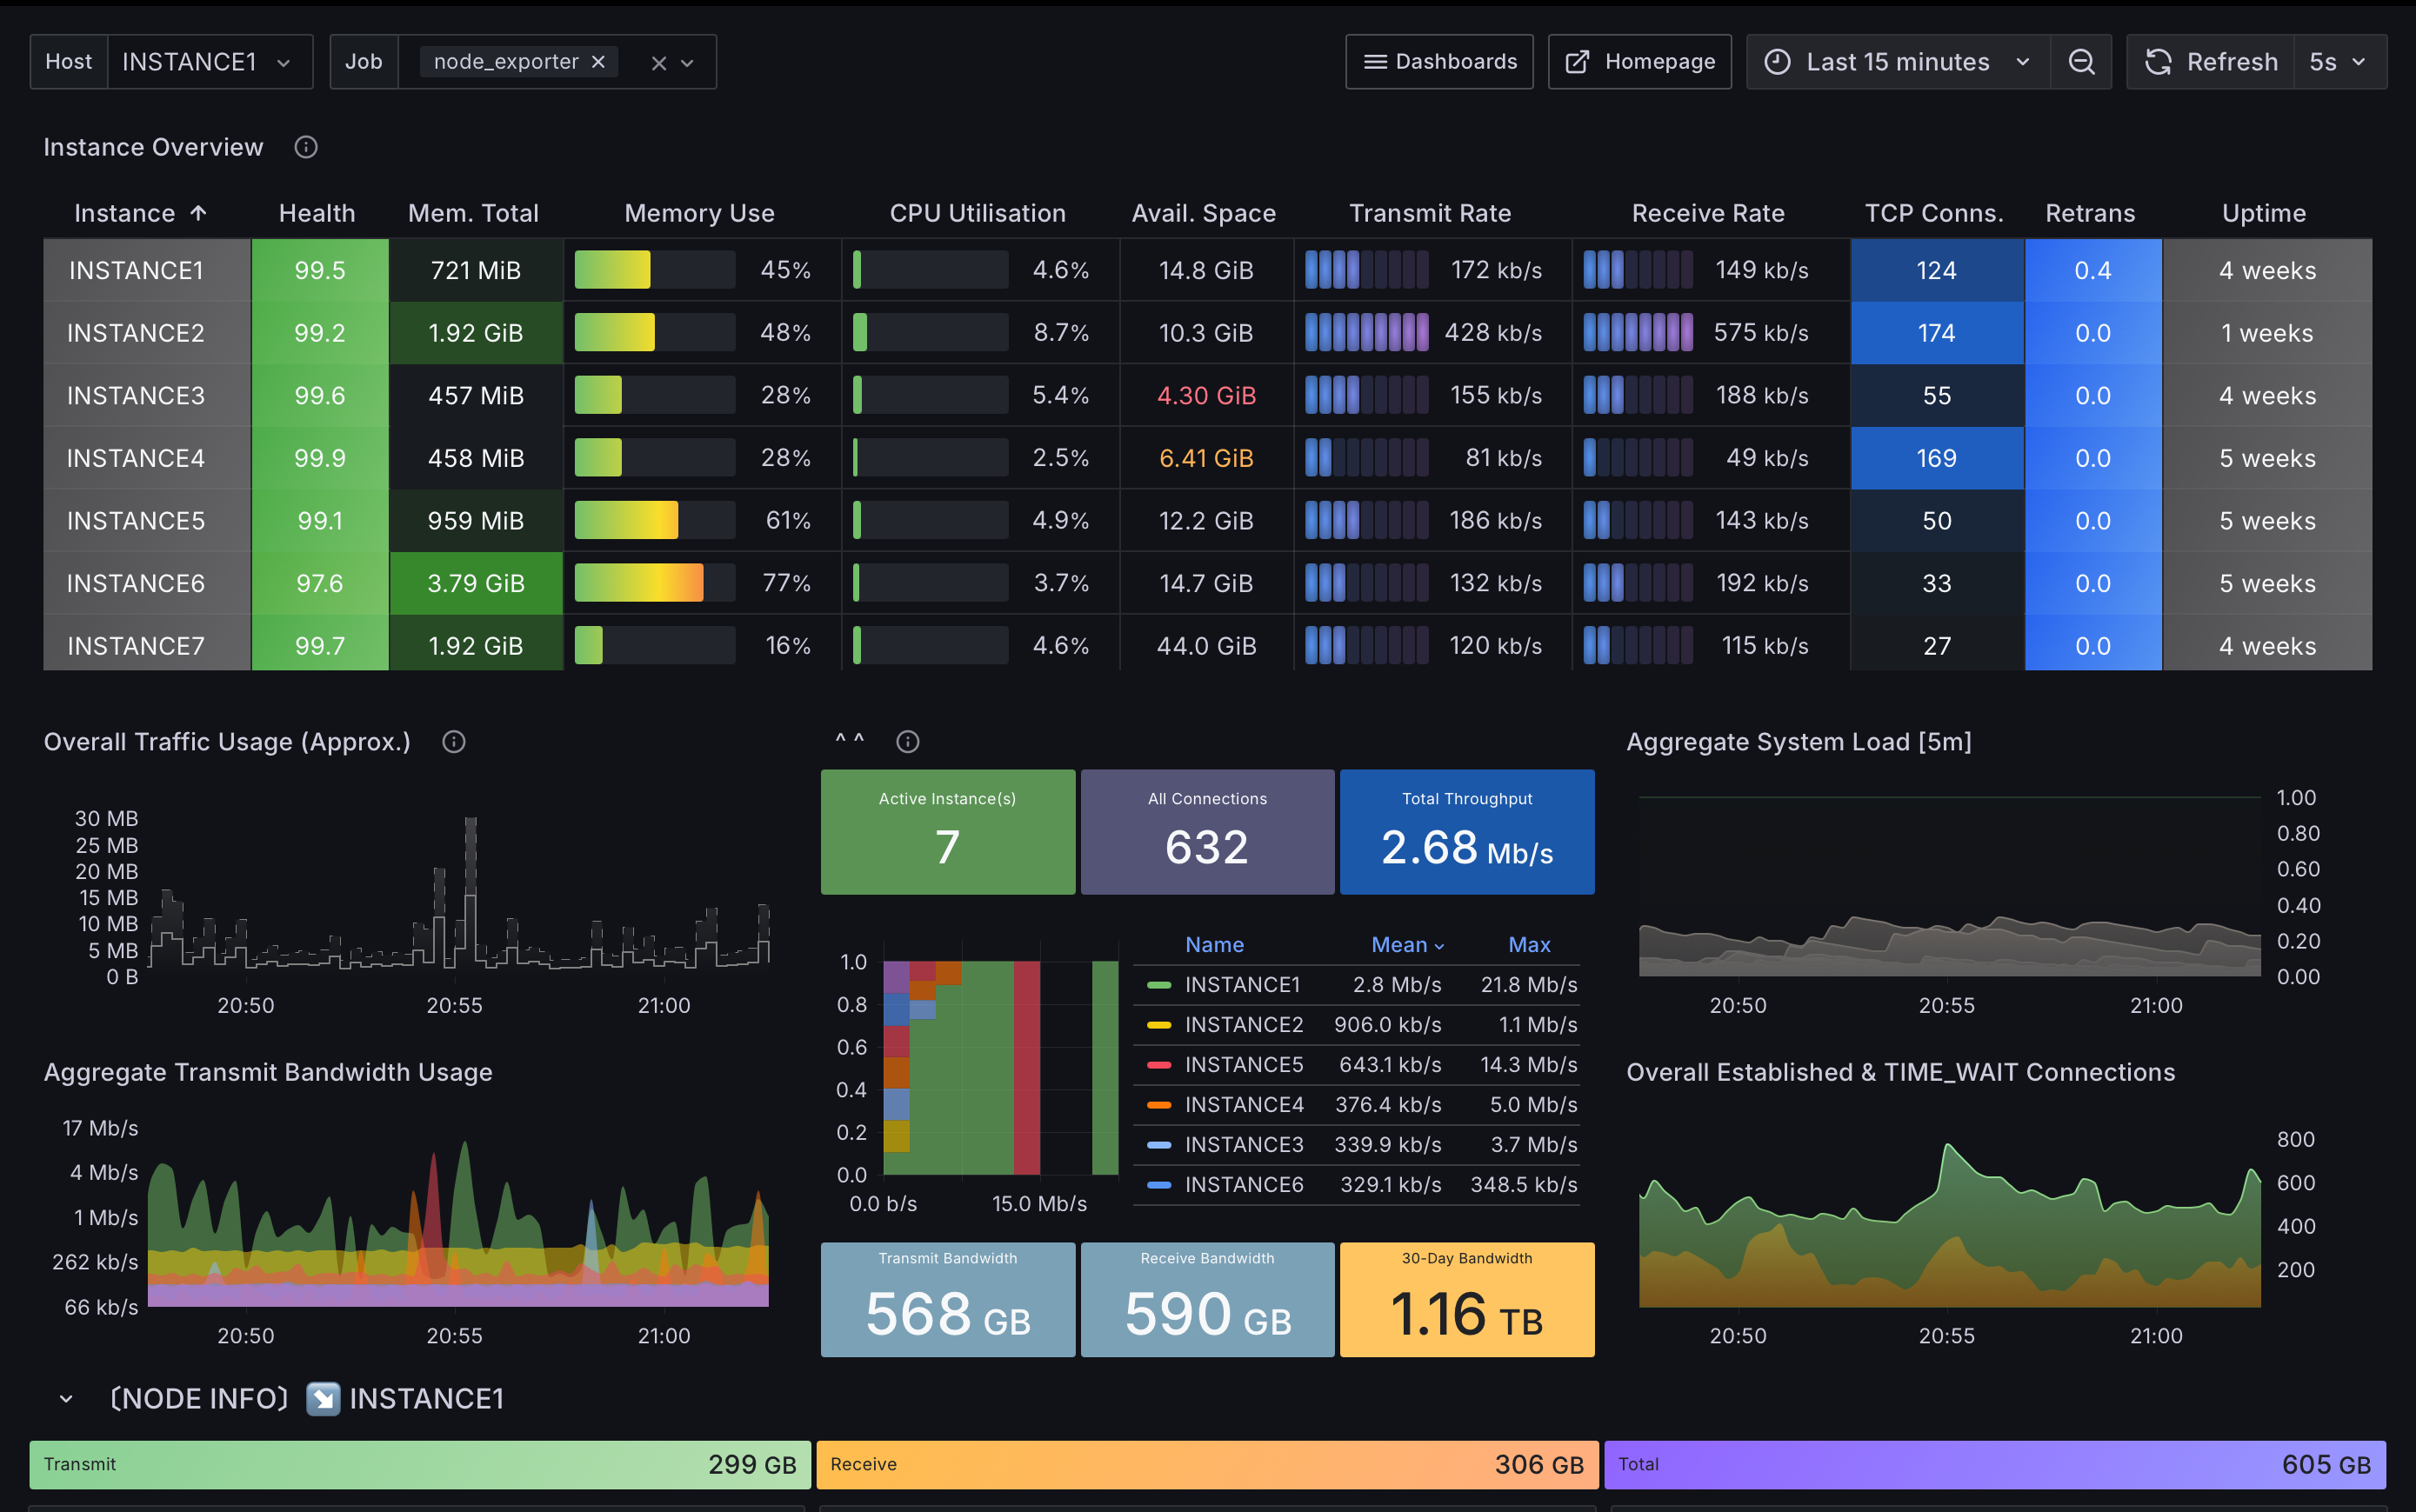 Host INSTANCE1 Job node_exporter Dashboards Homepage Last 15 minutes Refresh 5s
Instance Overview
Instance Health Mem. Total Memory Use CPU Utilisation Avail. Space Transmit Rate Receive Rate TCP Conns. Retrans Uptime
INSTANCE1 99.5 721 MiB 45% 4.6% 14.8 GiB 172 kb/s 149 kb/s 124 0.4 4 weeks
INSTANCE2 99.2 1.92 GiB 48% 8.7% 10.3 GiB 428 kb/s 575 kb/s 174 0.0 1 weeks
INSTANCE3 99.6 457 MiB 28% 5.4% 4.30 GiB 155 kb/s 188 kb/s 55 0.0 4 weeks
INSTANCE4 99.9 458 MiB 28% 2.5% 6.41 GiB 81 kb/s 49 kb/s 169 0.0 5 weeks
INSTANCE5 99.1 959 MiB 61% 4.9% 12.2 GiB 186 kb/s 143 kb/s 50 0.0 5 weeks
INSTANCE6 97.6 3.79 GiB 77% 3.7% 14.7 GiB 132 kb/s 192 kb/s 33 0.0 5 weeks
INSTANCE7 99.7 1.92 GiB 16% 4.6% 44.0 GiB 120 kb/s 115 kb/s 27 0.0 4 weeks
Overall Traffic Usage (Approx.)
30 MB
25 MB
20 MB
15 MB
10 MB
5 MB
0 B
20:50 20:55 21:00
Aggregate Transmit Bandwidth Usage
17 Mb/s
4 Mb/s
1 Mb/s
262 kb/s
66 kb/s
20:50 20:55 21:00
^ ^
Active Instance(s) All Connections Total Throughput
7 632 2.68 Mb/s
1.0
0.8
0.6
0.4
0.2
0.0
0.0 b/s 15.0 Mb/s
Name Mean Max
INSTANCE1 2.8 Mb/s 21.8 Mb/s
INSTANCE2 906.0 kb/s 1.1 Mb/s
INSTANCE5 643.1 kb/s 14.3 Mb/s
INSTANCE4 376.4 kb/s 5.0 Mb/s
INSTANCE3 339.9 kb/s 3.7 Mb/s
INSTANCE6 329.1 kb/s 348.5 kb/s
Transmit Bandwidth Receive Bandwidth 30-Day Bandwidth
568 GB 590 GB 1.16 TB
Aggregate System Load [5m]
1.00
0.80
0.60
0.40
0.20
0.00
20:50 20:55 21:00
Overall Established & TIME_WAIT Connections
800
600
400
200
20:50 20:55 21:00
〔NODE INFO〕 ↘️ INSTANCE1
Transmit 299 GB Receive 306 GB Total 605 GB